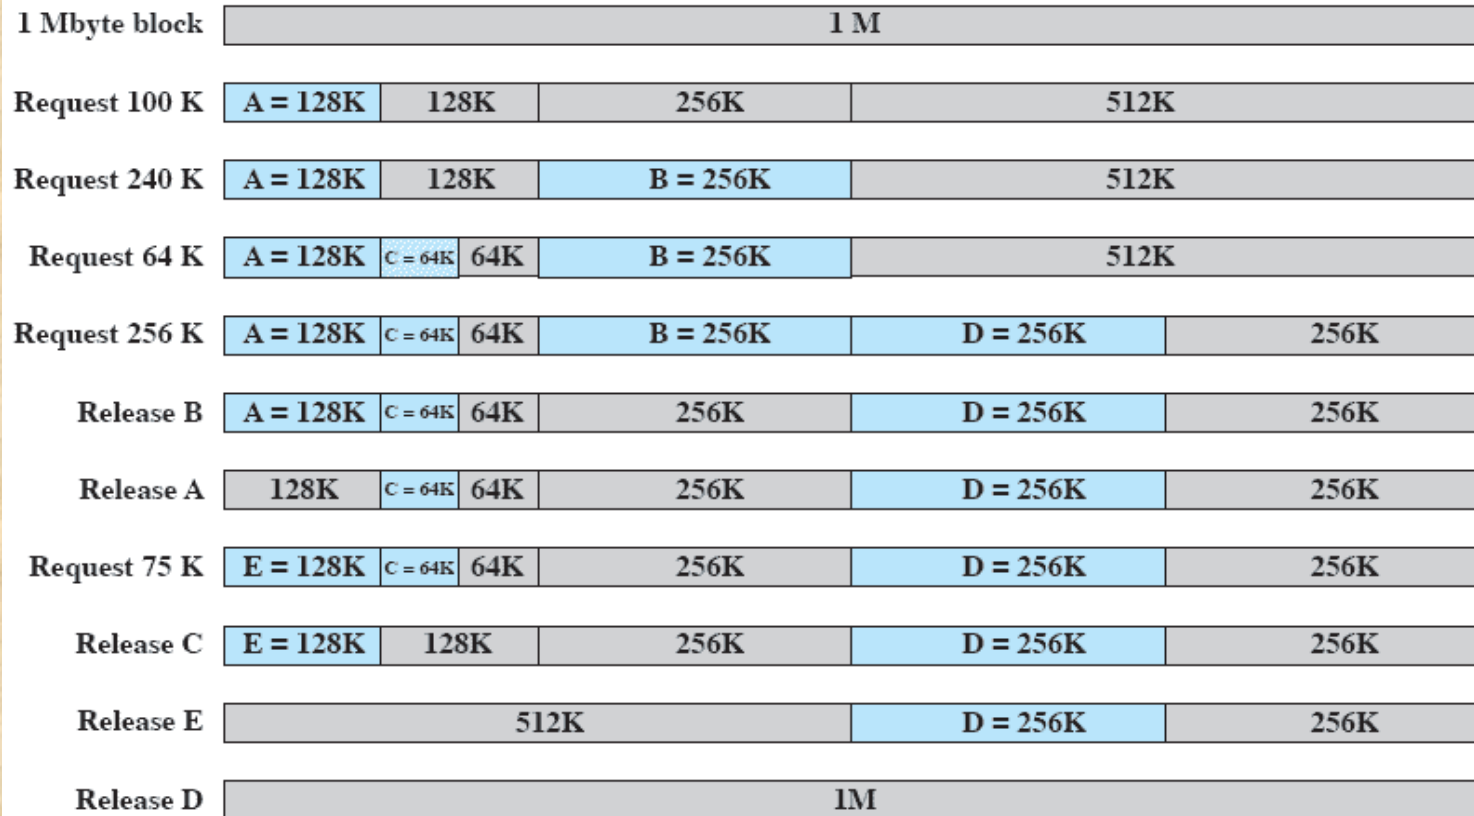 1 Mbyte block 1 M
Request 100 K A = 128K 128K 256K 512K
Request 240 K A = 128K 128K B = 256K 512K
Request 64 K A = 128K C = 64K 64K B = 256K 512K
Request 256 K A = 128K C = 64K 64K B = 256K D = 256K 256K
Release B A = 128K C = 64K 64K 256K D = 256K 256K
Release A 128K C = 64K 64K 256K D = 256K 256K
Request 75 K E = 128K C = 64K 64K 256K D = 256K 256K
Release C E = 128K 128K 256K D = 256K 256K
Release E 512K D = 256K 256K
Release D 1M